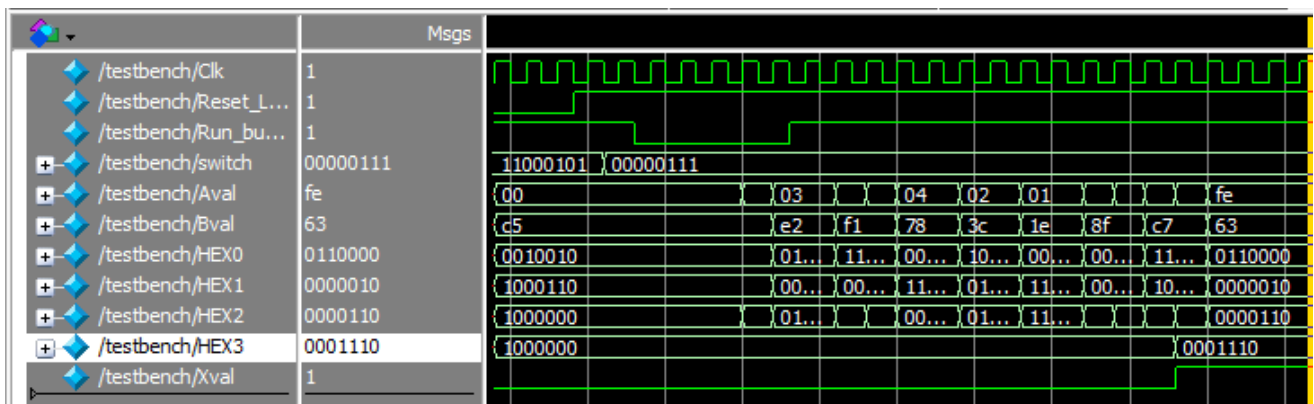 Msgs
/testbench/Clk 1
/testbench/Reset_L... 1
/testbench/Run_bu... 1
/testbench/switch 00000111 11000101 00000111
/testbench/Aval fe 00 03 04 02 01 fe
/testbench/Bval 63 c5 e2 f1 78 3c 1e 8f c7 63
/testbench/HEX0 0110000 0010010 01... 11... 00... 10... 00... 00... 11... 0110000
/testbench/HEX1 0000010 1000110 00... 00... 11... 01... 11... 00... 10... 0000010
/testbench/HEX2 0000110 1000000 01... 00... 01... 11... 0000110
/testbench/HEX3 0001110 1000000 0001110
/testbench/Xval 1